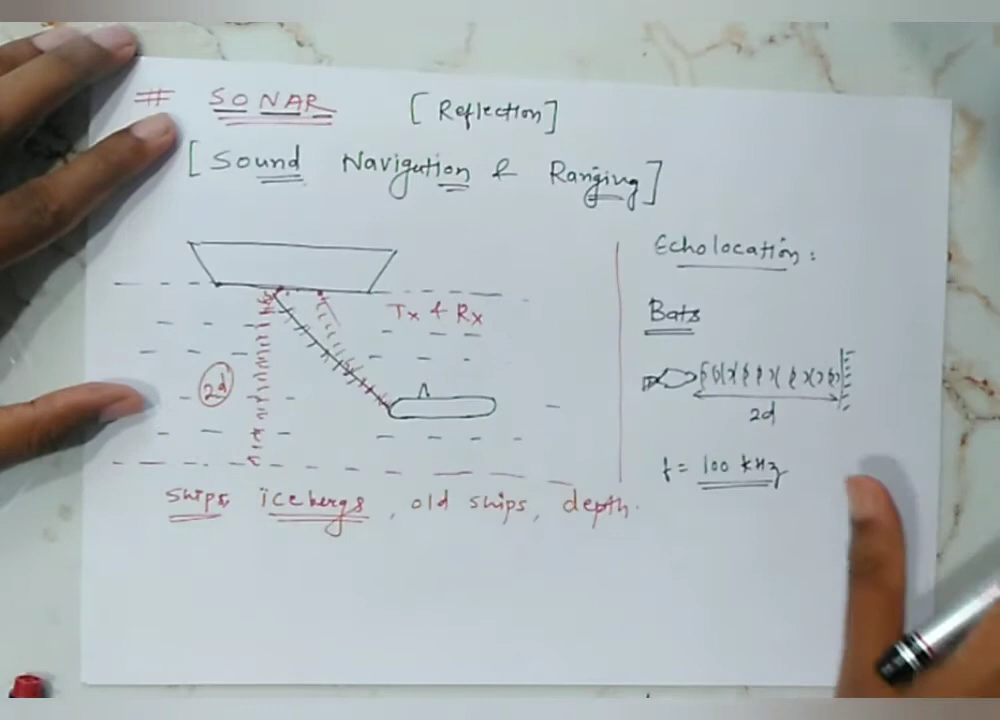 # SONAR [Reflection]
[Sound Navigation & Ranging]
Tx & Rx
2d
ships, icebergs, old ships, depth.
Echolocation:
Bats
2d
f = 100 kHz